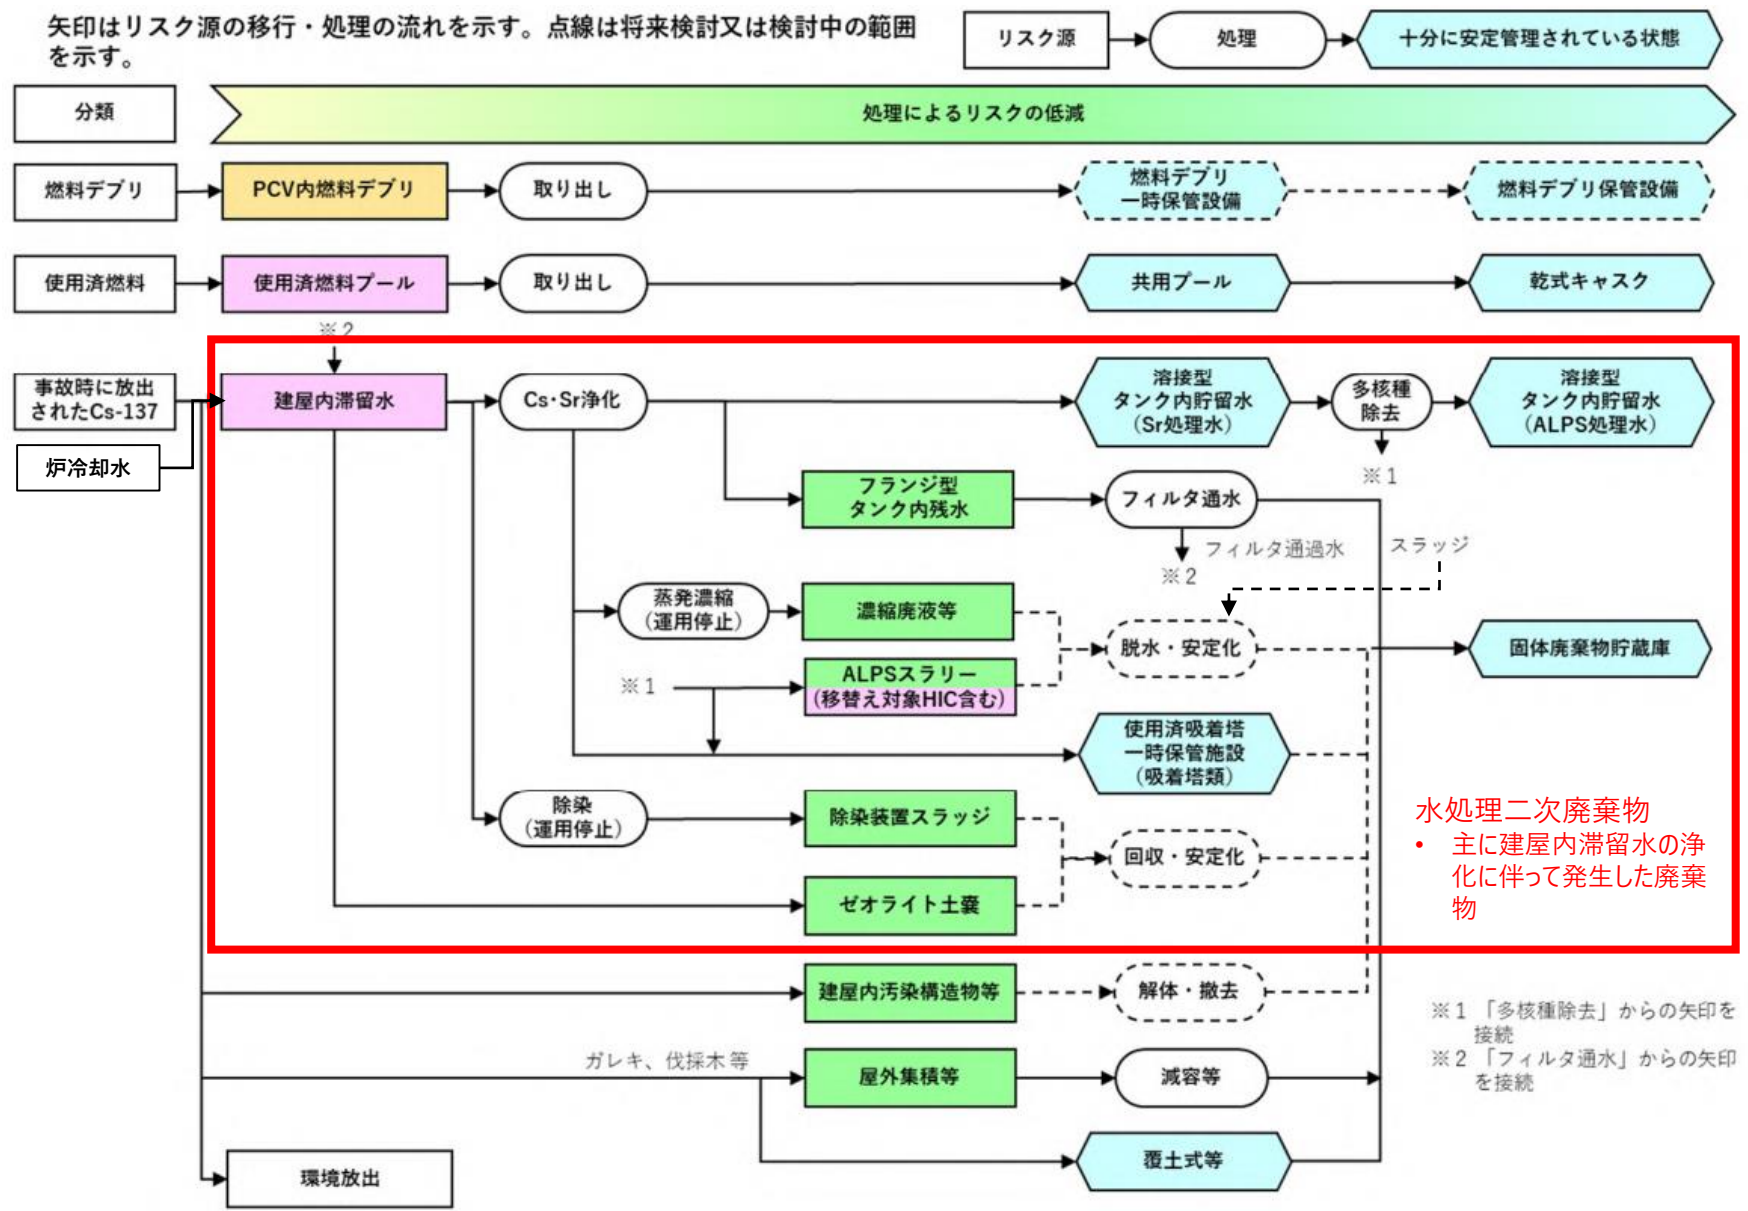 矢印はリスク源の移行・処理の流れを示す。点線は将来検討又は検討中の範囲
を示す。
リスク源
処理
十分に安定管理されている状態
分類
処理によるリスクの低減
燃料デブリ
PCV内燃料デブリ
取り出し
燃料デブリ
一時保管設備
燃料デブリ保管設備
使用済燃料
使用済燃料プール
取り出し
共用プール
乾式キャスク
※2
事故時に放出
されたCs-137
建屋内滞留水
Cs・Sr浄化
溶接型
タンク内貯留水
(Sr処理水)
多核種
除去
溶接型
タンク内貯留水
(ALPS処理水)
炉冷却水
※1
フランジ型
タンク内残水
フィルタ通水
フィルタ通過水
スラッジ
※2
蒸発濃縮
(運用停止)
濃縮廃液等
脱水・安定化
固体廃棄物貯蔵庫
※1
ALPSスラリー
(移替え対象HIC含む)
使用済吸着塔
一時保管施設
(吸着塔類)
除染
(運用停止)
除染装置スラッジ
回収・安定化
ゼオライト土嚢
水処理二次廃棄物
• 主に建屋内滞留水の浄
化に伴って発生した廃棄
物
建屋内汚染構造物等
解体・撤去
ガレキ、伐採木等
屋外集積等
減容等
覆土式等
環境放出
※1 「多核種除去」からの矢印を
接続
※2 「フィルタ通水」からの矢印
を接続